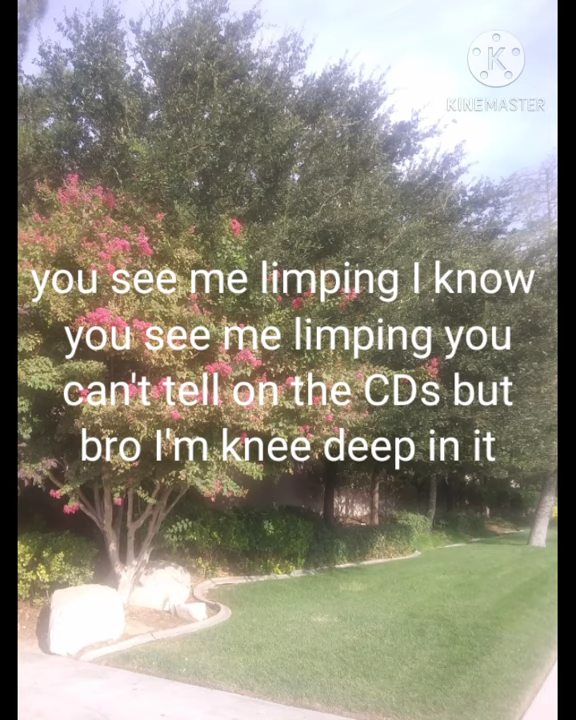 K
KINEMASTER
you see me limping I know
you see me limping you
can't tell on the CDs but
bro I'm knee deep in it